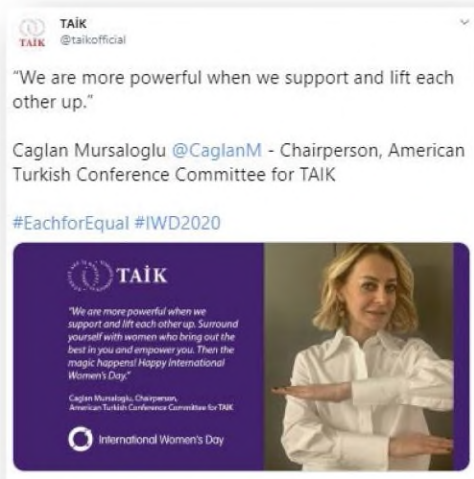 TAİK
@taikofficial
TAIK
"We are more powerful when we support and lift each
other up."
Caglan Mursaloglu @CaglanM - Chairperson, American
Turkish Conference Committee for TAIK
#EachforEqual #IWD2020
TAİK
"We are more powerful when we
support and lift each other up. Surround
yourself with women who bring out the
best in you and empower you. Then the
magic happens! Happy International
Women's Day."
Caglan Mursaloglu, Chairperson,
American Turkish Conference Committee for TAIK
International Women's Day